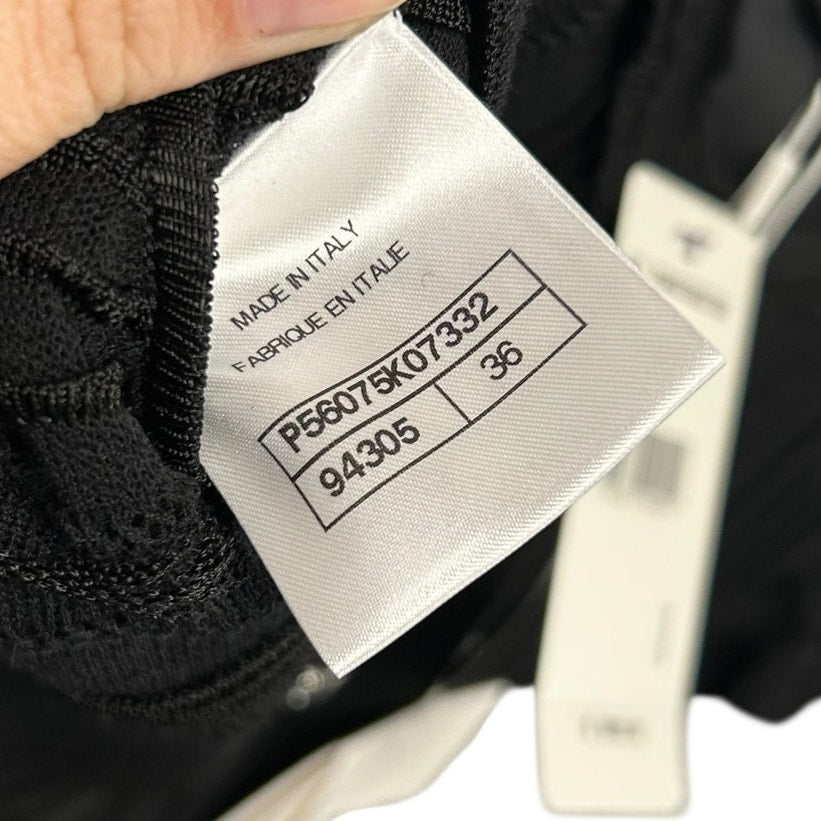 MADE IN ITALY
FABRIQUE EN ITALIE
P56075K07332
94305 36